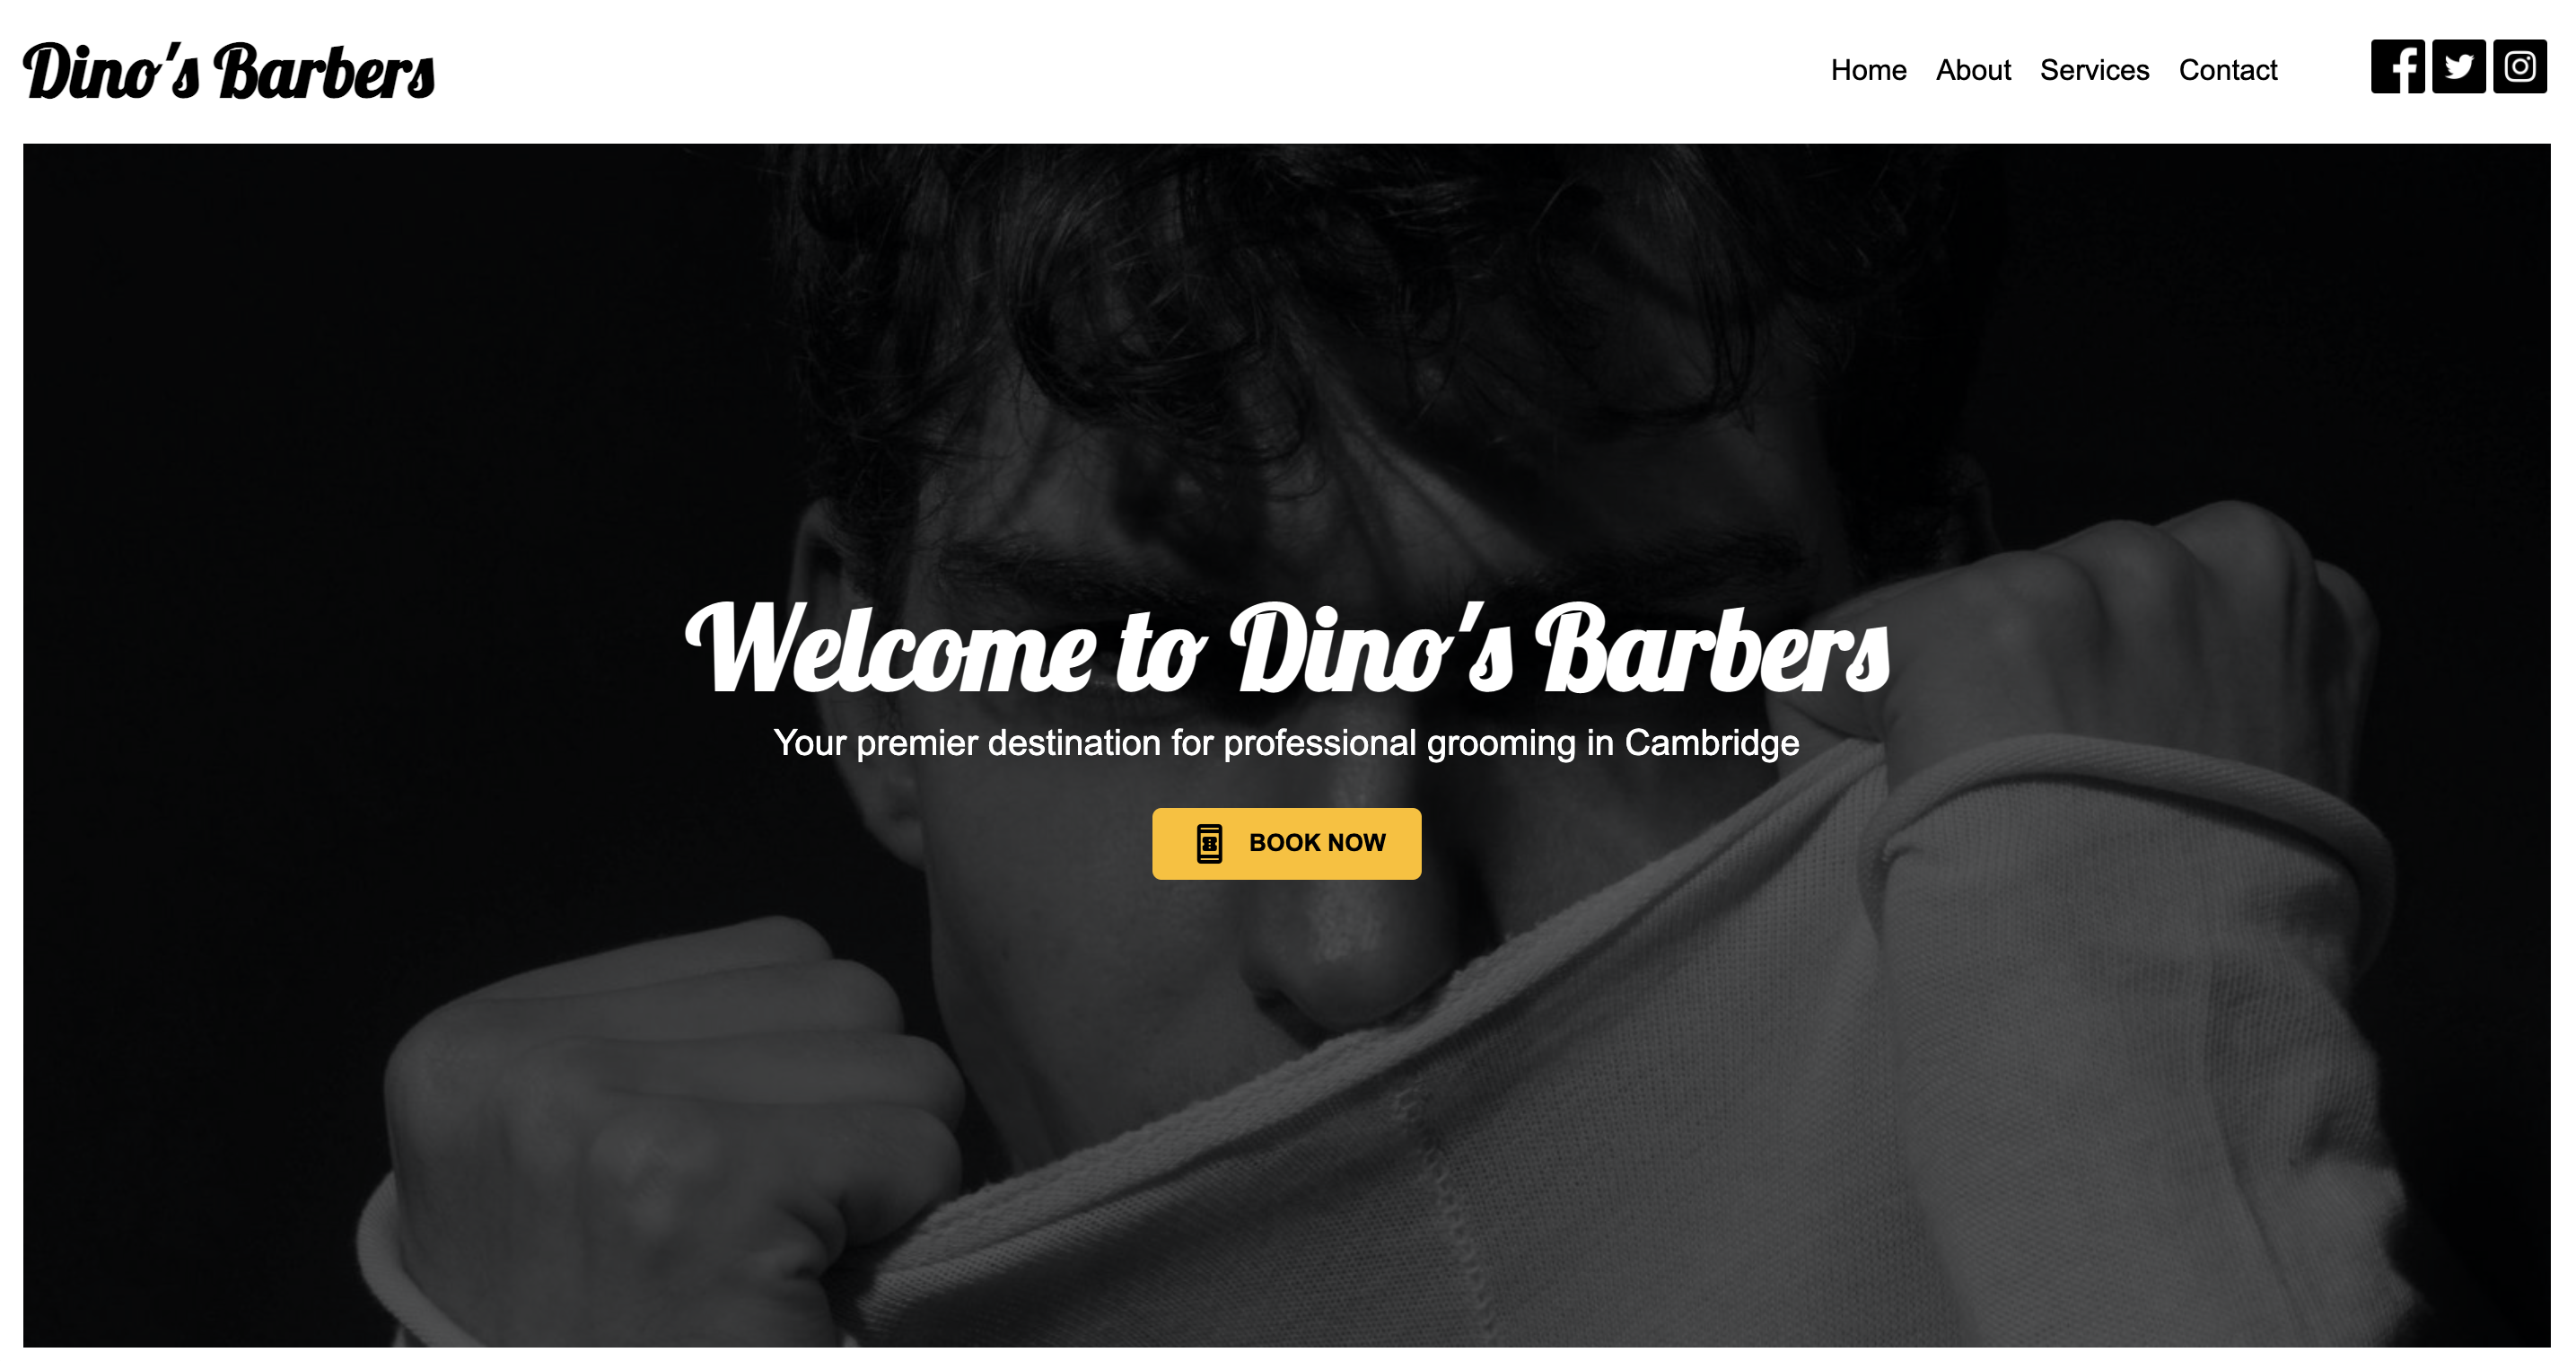 Dino's Barbers
Home About Services Contact
Welcome to Dino's Barbers
Your premier destination for professional grooming in Cambridge
BOOK NOW